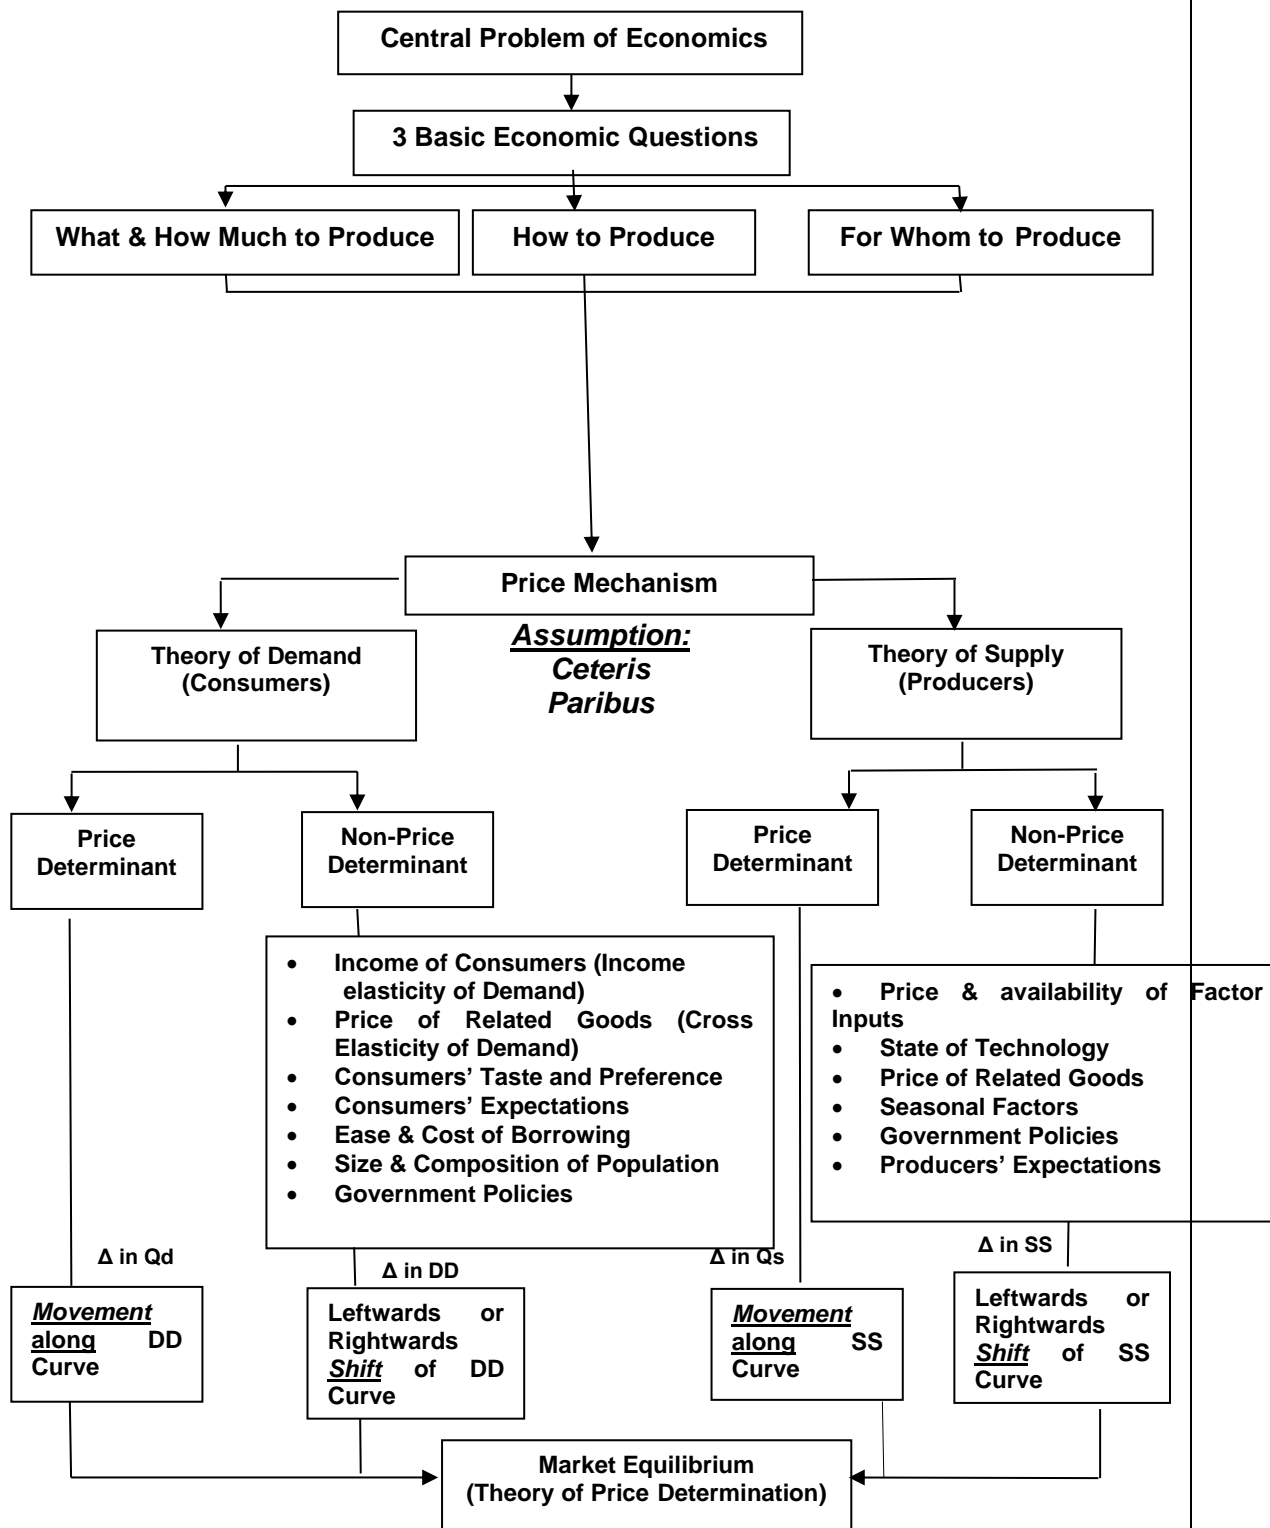 Central Problem of Economics
3 Basic Economic Questions
What & How Much to Produce
How to Produce
For Whom to Produce
Price Mechanism
Assumption:
Ceteris
Paribus
Theory of Demand
(Consumers)
Theory of Supply
(Producers)
Price
Determinant
Non-Price
Determinant
Price
Determinant
Non-Price
Determinant
• Income of Consumers (Income
elasticity of Demand)
• Price of Related Goods (Cross
Elasticity of Demand)
• Consumers’ Taste and Preference
• Consumers’ Expectations
• Ease & Cost of Borrowing
• Size & Composition of Population
• Government Policies
• Price & availability of Factor
Inputs
• State of Technology
• Price of Related Goods
• Seasonal Factors
• Government Policies
• Producers’ Expectations
Δ in Qd
Δ in DD
Δ in Qs
Δ in SS
Movement
along DD
Curve
Leftwards or
Rightwards
Shift of DD
Curve
Movement
along SS
Curve
Leftwards or
Rightwards
Shift of SS
Curve
Market Equilibrium
(Theory of Price Determination)